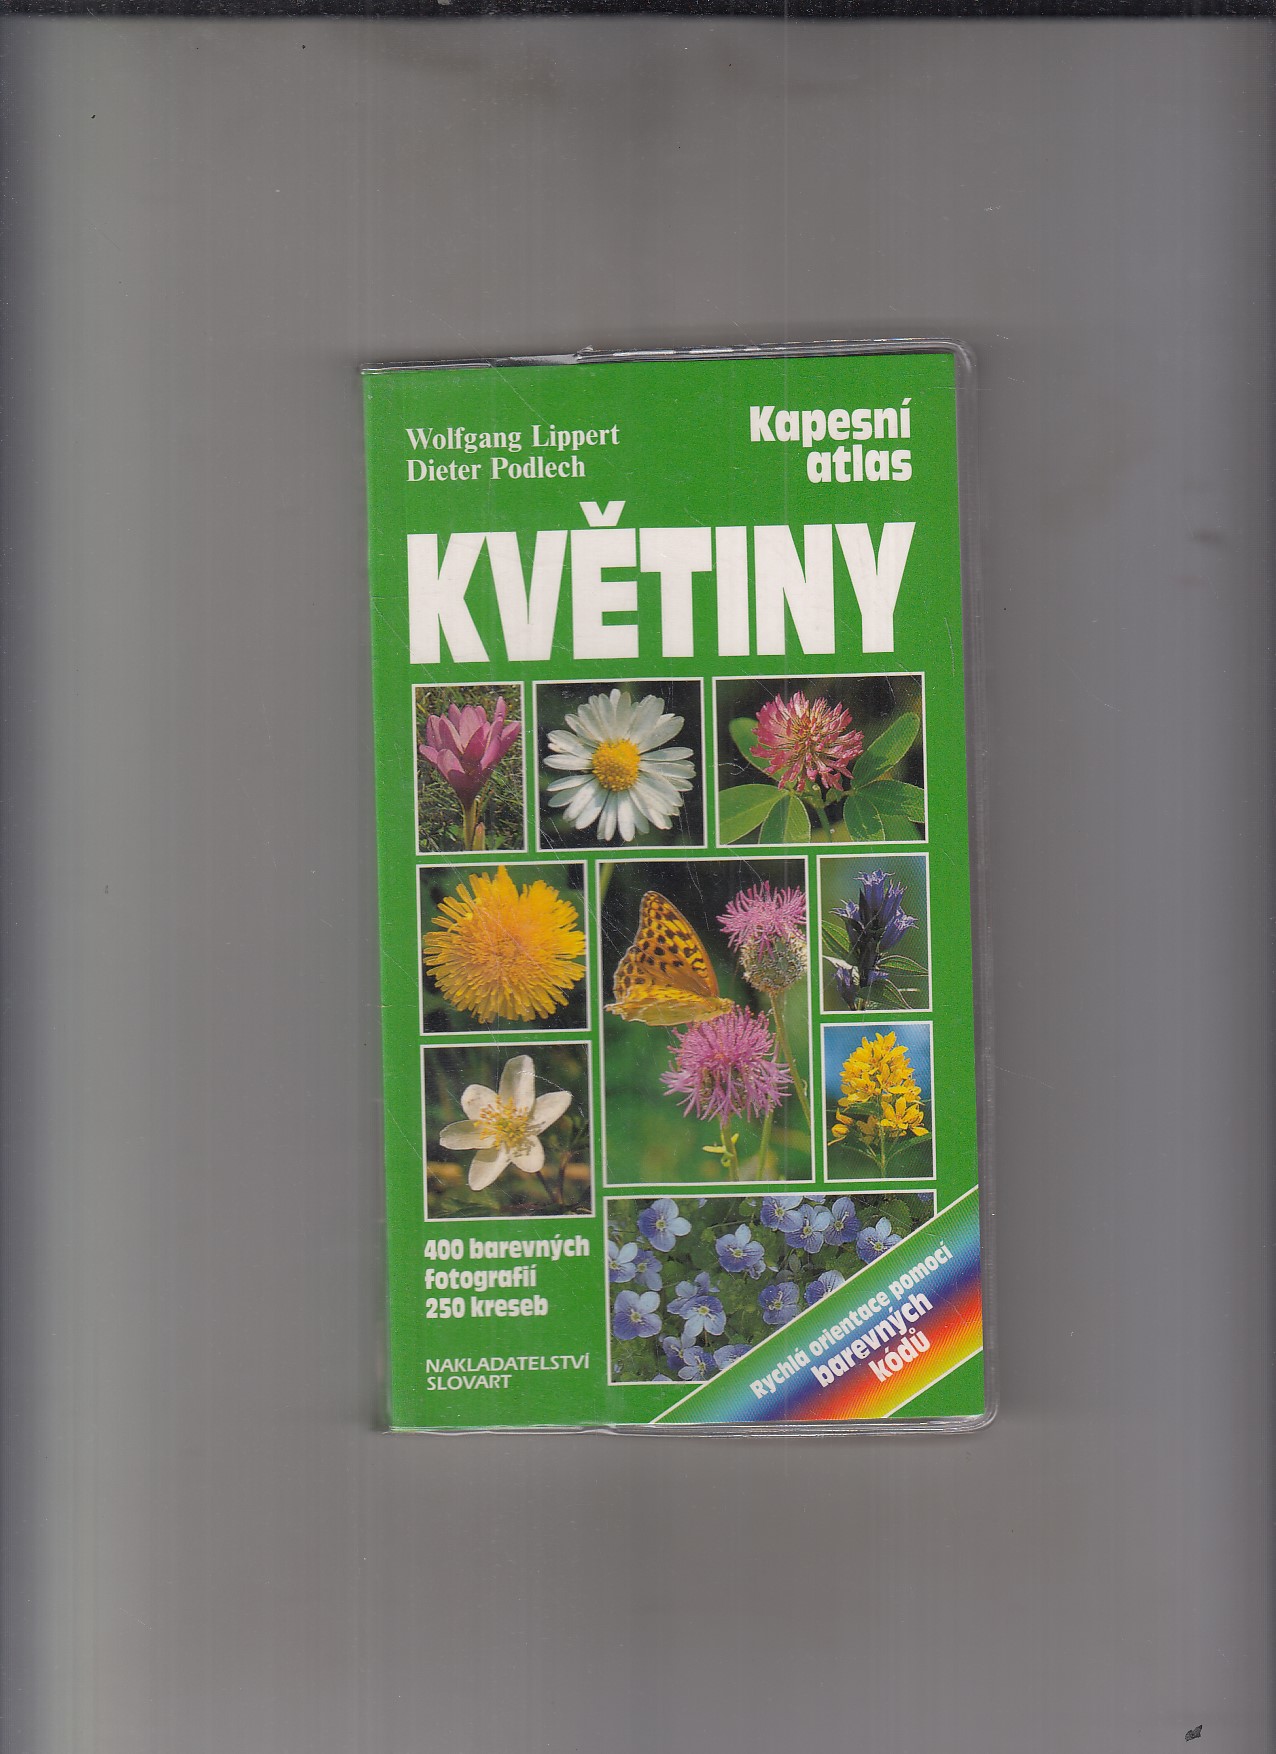 Wolfgang Lippert
Dieter Podlech
Kapesní
atlas
KVĚTINY
400 barevných
fotografií
250 kreseb
NAKLADATELSTVÍ
SLOVART
Rychlá orientace pomocí
barevných
kódů